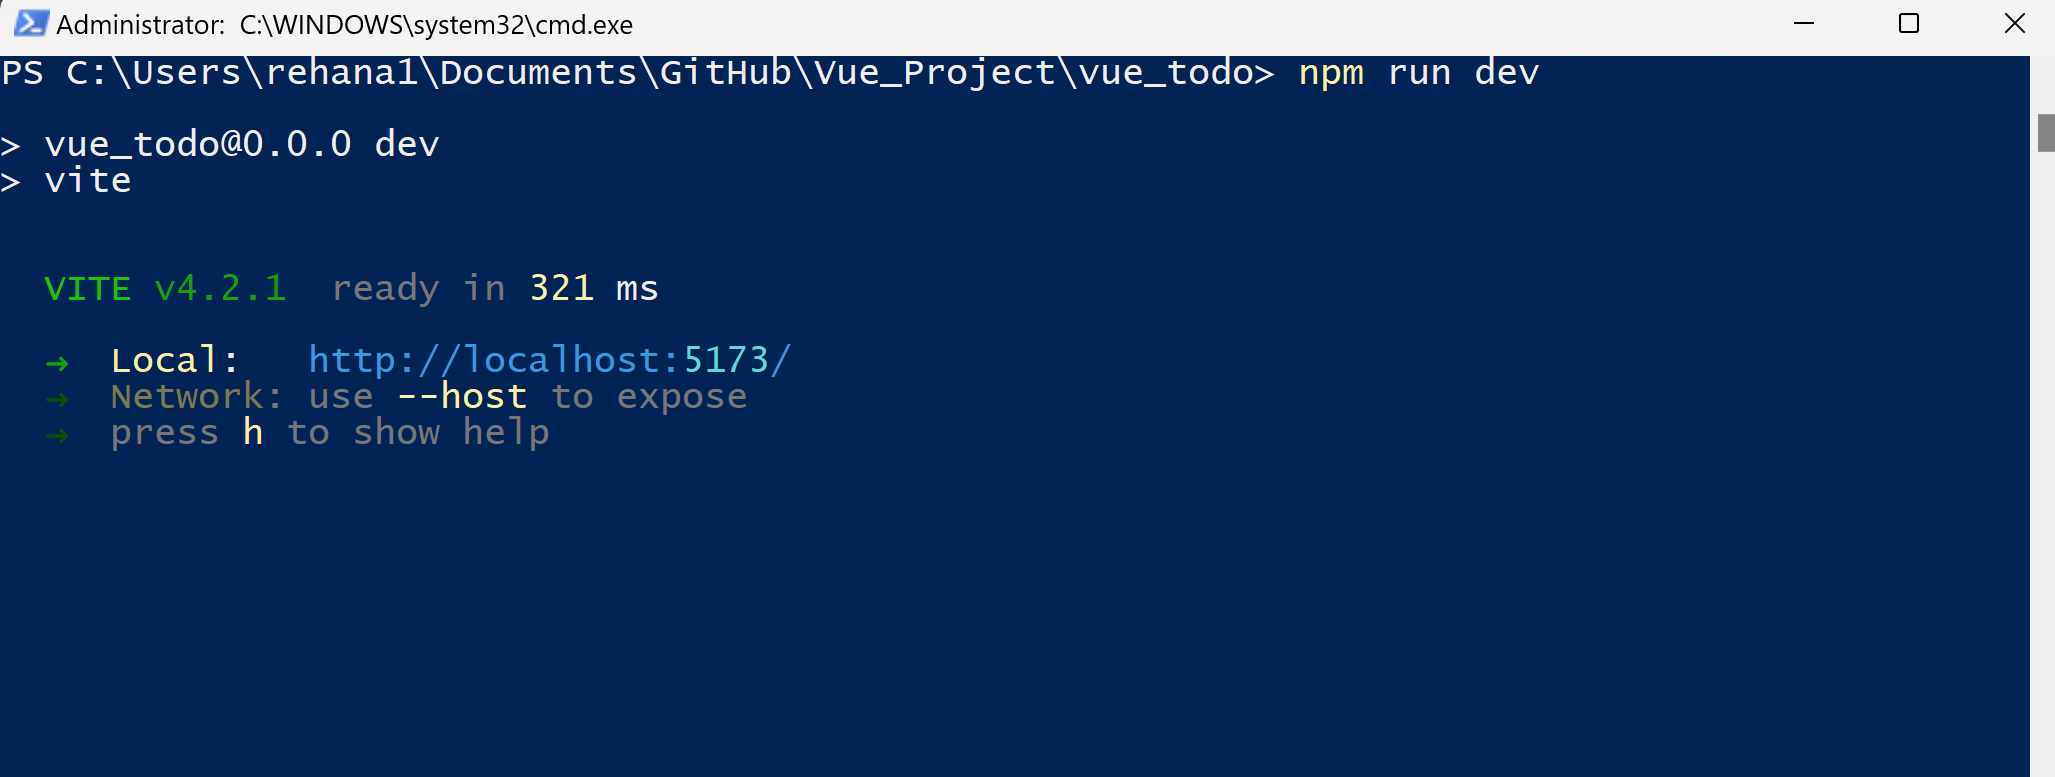 Administrator: C:\WINDOWS\system32\cmd.exe
PS C:\Users\rehana1\Documents\GitHub\Vue_Project\vue_todo> npm run dev
> vue_todo@0.0.0 dev
> vite
VITE v4.2.1  ready in 321 ms
➜  Local:   http://localhost:5173/
➜  Network: use --host to expose
➜  press h to show help